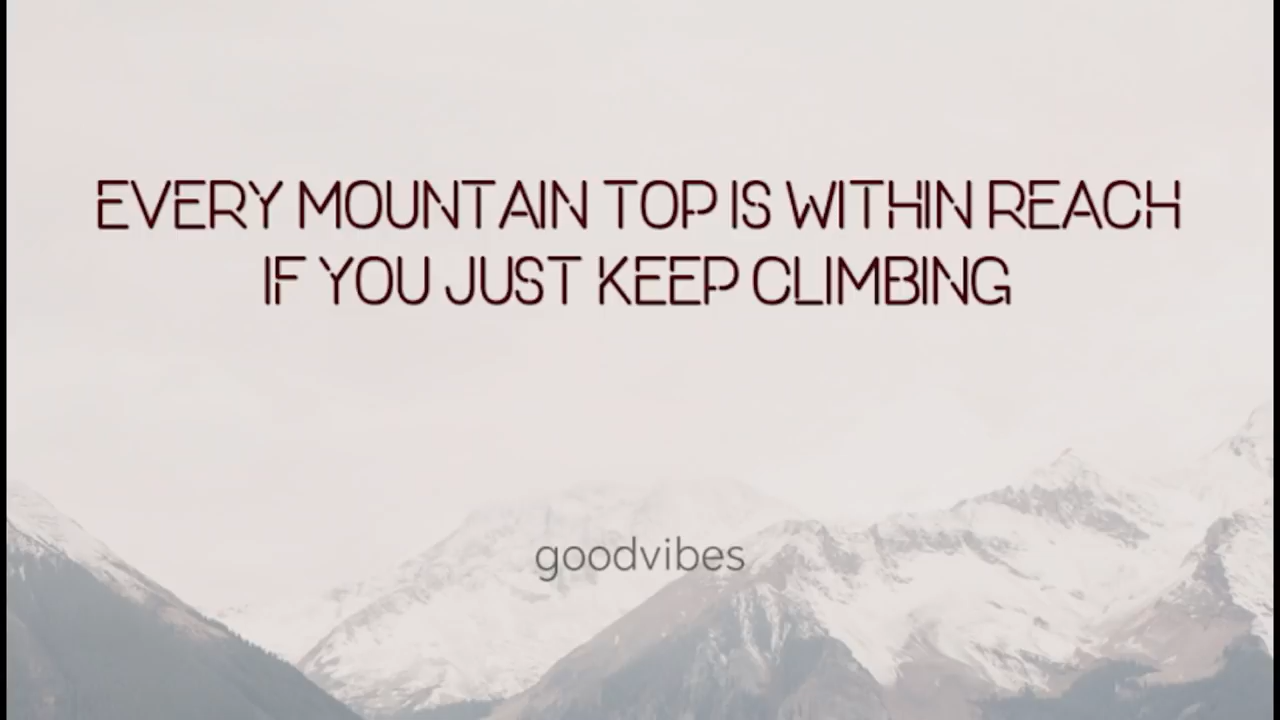 EVERY MOUNTAIN TOP IS WITHIN REACH
IF YOU JUST KEEP CLIMBING
goodvibes